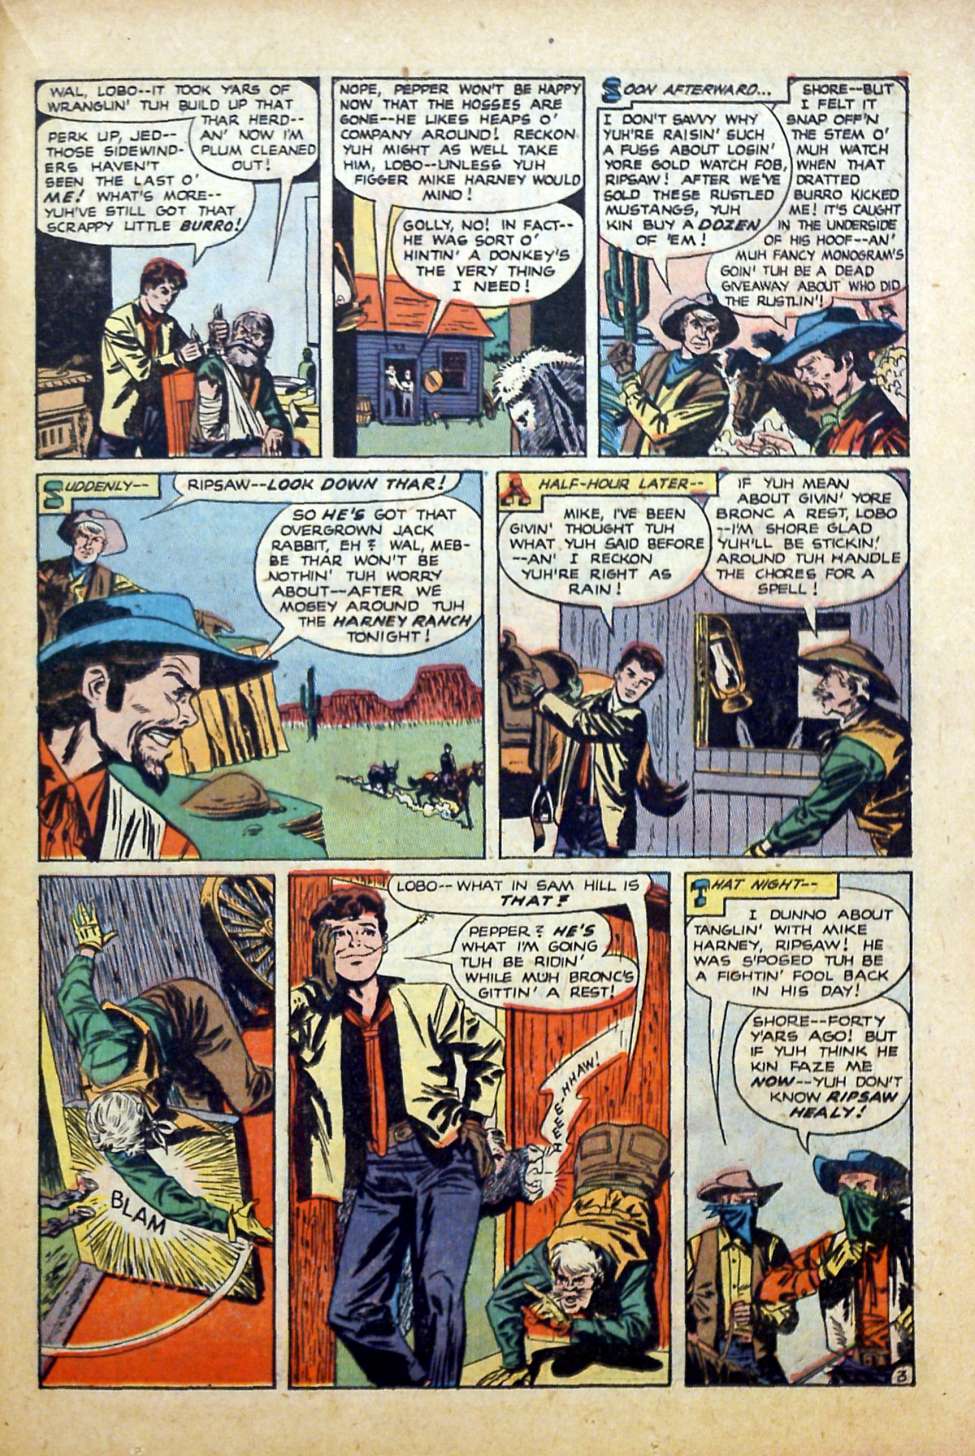 WAL, LOBO--IT TOOK YARS OF
WRANGLIN' TUH BUILD UP THAT
THAR HERD--
AN' NOW I'M
PLUM CLEANED
OUT!
PERK UP, JED--
THOSE SIDEWIND-
ERS HAVEN'T
SEEN THE LAST O'
ME! WHAT'S MORE--
YUH'VE STILL GOT THAT
SCRAPPY LITTLE BURRO!
NOPE, PEPPER WON'T BE HAPPY
NOW THAT THE HOSSES ARE
GONE--HE LIKES HEAPS O'
COMPANY AROUND! RECKON
YUH MIGHT AS WELL TAKE
HIM, LOBO--UNLESS YUH
FIGGER MIKE HARNEY WOULD
MIND!
GOLLY, NO! IN FACT--
HE WAS SORT O'
HINTIN' A DONKEY'S
THE VERY THING
I NEED!
SOON AFTERWARD...
I DON'T SAVVY WHY
YUH'RE RAISIN' SUCH
A FUSS ABOUT LOSIN'
YORE GOLD WATCH FOB,
RIPSAW! AFTER WE'VE
SOLD THESE RUSTLED
MUSTANGS, YUH
KIN BUY A DOZEN
OF 'EM!
SHORE--BUT
I FELT IT
SNAP OFF'N
THE STEM O'
MUH WATCH
WHEN THAT
DRATTED
BURRO KICKED
ME! IT'S CAUGHT
IN THE UNDERSIDE
OF HIS HOOF--AN'
MUH FANCY MONOGRAM'S
GOIN' TUH BE A DEAD
GIVEAWAY ABOUT WHO DID
THE RUSTLIN'!
SUDDENLY--
RIPSAW--LOOK DOWN THAR!
SO HE'S GOT THAT
OVERGROWN JACK
RABBIT, EH? WAL, MEB-
BE THAR WON'T BE
NOTHIN' TUH WORRY
ABOUT--AFTER WE
MOSEY AROUND TUH
THE HARNEY RANCH
TONIGHT!
A HALF-HOUR LATER--
MIKE, I'VE BEEN
GIVIN' THOUGHT TUH
WHAT YUH SAID BEFORE
--AN' I RECKON
YUH'RE RIGHT AS
RAIN!
IF YUH MEAN
ABOUT GIVIN' YORE
BRONC A REST, LOBO
--I'M SHORE GLAD
YUH'LL BE STICKIN'
AROUND TUH HANDLE
THE CHORES FOR A
SPELL!
BLAM
LOBO--WHAT IN SAM HILL IS
THAT?
PEPPER? HE'S
WHAT I'M GOING
TUH BE RIDIN'
WHILE MUH BRONC'S
GITTIN' A REST!
HEEE-HHAW!
THAT NIGHT--
I DUNNO ABOUT
TANGLIN' WITH MIKE
HARNEY, RIPSAW! HE
WAS S'POSED TUH BE
A FIGHTIN' FOOL BACK
IN HIS DAY!
SHORE--FORTY
Y'ARS AGO! BUT
IF YUH THINK HE
KIN FAZE ME
NOW--YUH DON'T
KNOW RIPSAW
HEALY!
3